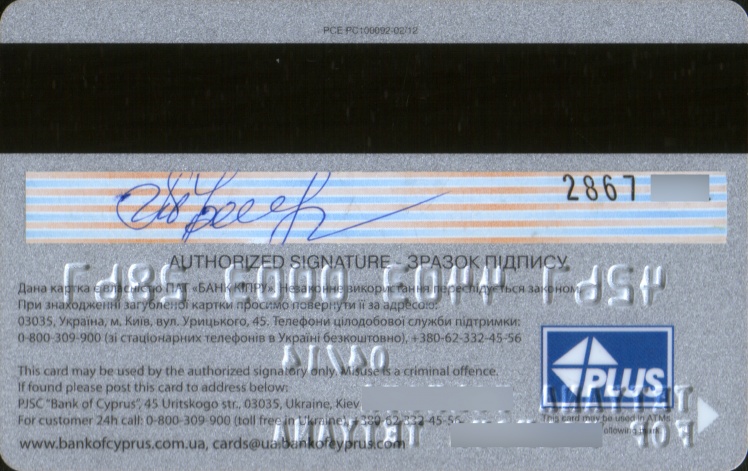 PCE PC100092-02/12
2867
AUTHORIZED SIGNATURE - ЗРАЗОК ПІДПИСУ
Дана картка є власністю ПАТ «БАНК КІПРУ». Незаконне використання переслідується законом.
При знаходженні загубленої картки просимо повернути її за адресою:
03035, Україна, м. Київ, вул. Урицького, 45. Телефони цілодобової служби підтримки:
0-800-309-900 (зі стаціонарних телефонів в Україні безкоштовно), +380-62-332-45-56
This card may be used by the authorized signatory only. Misuse is a criminal offence.
If found please post this card to address below:
PJSC "Bank of Cyprus", 45 Uritskogo str., 03035, Ukraine, Kiev
For customer 24h call: 0-800-309-900 (toll free in Ukraine), +380-62-332-45-56
www.bankofcyprus.com.ua, cards@ua.bankofcyprus.com
PLUS
This card may be used in ATMs